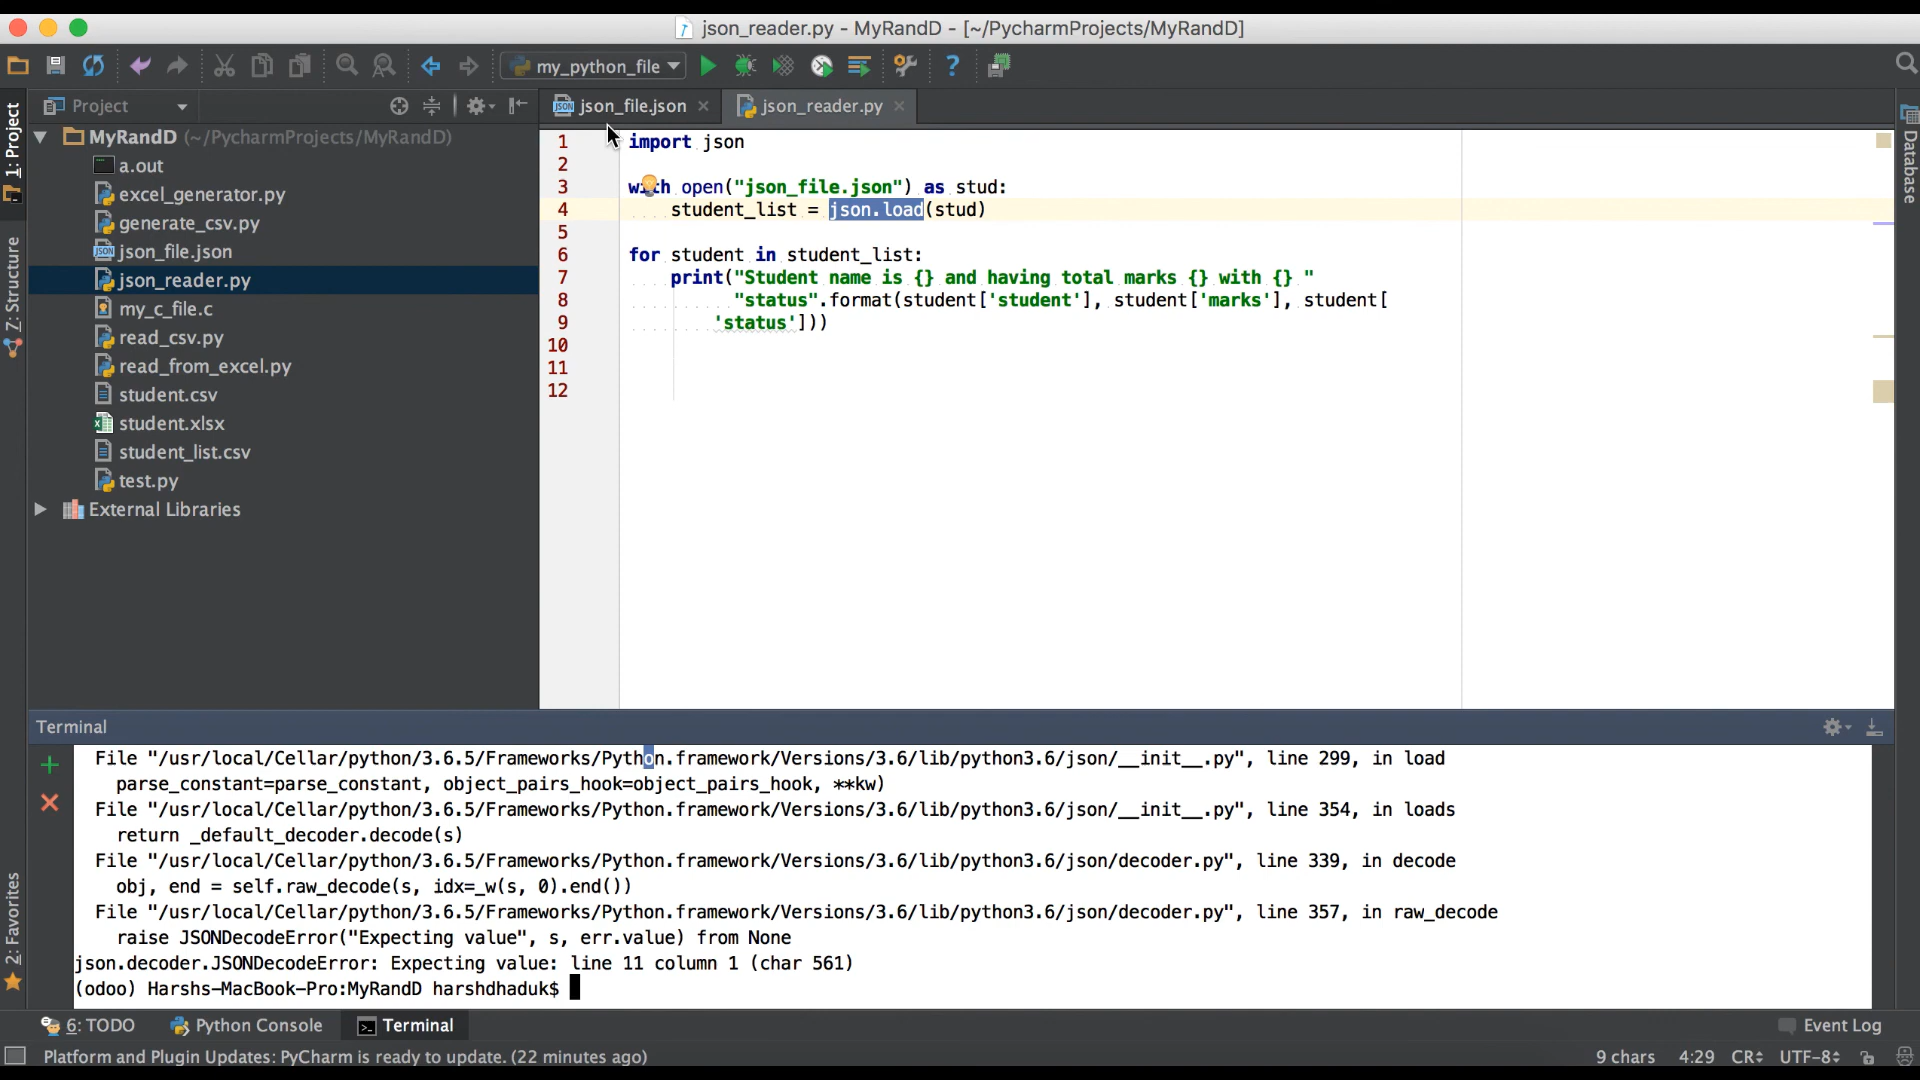 json_reader.py - MyRandD - [~/PycharmProjects/MyRandD]
my_python_file
Project
json_file.json
json_reader.py
1: Project
MyRandD (~/PycharmProjects/MyRandD)
a.out
excel_generator.py
generate_csv.py
json_file.json
json_reader.py
my_c_file.c
read_csv.py
read_from_excel.py
student.csv
student.xlsx
student_list.csv
test.py
External Libraries
7: Structure
2: Favorites
Database
1 import json
2
3 with open("json_file.json") as stud:
4 student_list = json.load(stud)
5
6 for student in student_list:
7 print("Student name is {} and having total marks {} with {} "
8 "status".format(student['student'], student['marks'], student[
9 'status']))
10
11
12
Terminal
File "/usr/local/Cellar/python/3.6.5/Frameworks/Python.framework/Versions/3.6/lib/python3.6/json/__init__.py", line 299, in load
parse_constant=parse_constant, object_pairs_hook=object_pairs_hook, **kw)
File "/usr/local/Cellar/python/3.6.5/Frameworks/Python.framework/Versions/3.6/lib/python3.6/json/__init__.py", line 354, in loads
return _default_decoder.decode(s)
File "/usr/local/Cellar/python/3.6.5/Frameworks/Python.framework/Versions/3.6/lib/python3.6/json/decoder.py", line 339, in decode
obj, end = self.raw_decode(s, idx=_w(s, 0).end())
File "/usr/local/Cellar/python/3.6.5/Frameworks/Python.framework/Versions/3.6/lib/python3.6/json/decoder.py", line 357, in raw_decode
raise JSONDecodeError("Expecting value", s, err.value) from None
json.decoder.JSONDecodeError: Expecting value: line 11 column 1 (char 561)
(odoo) Harshs-MacBook-Pro:MyRandD harshdhaduk$
6: TODO
Python Console
Terminal
Event Log
Platform and Plugin Updates: PyCharm is ready to update. (22 minutes ago)
9 chars
4:29
CR
UTF-8